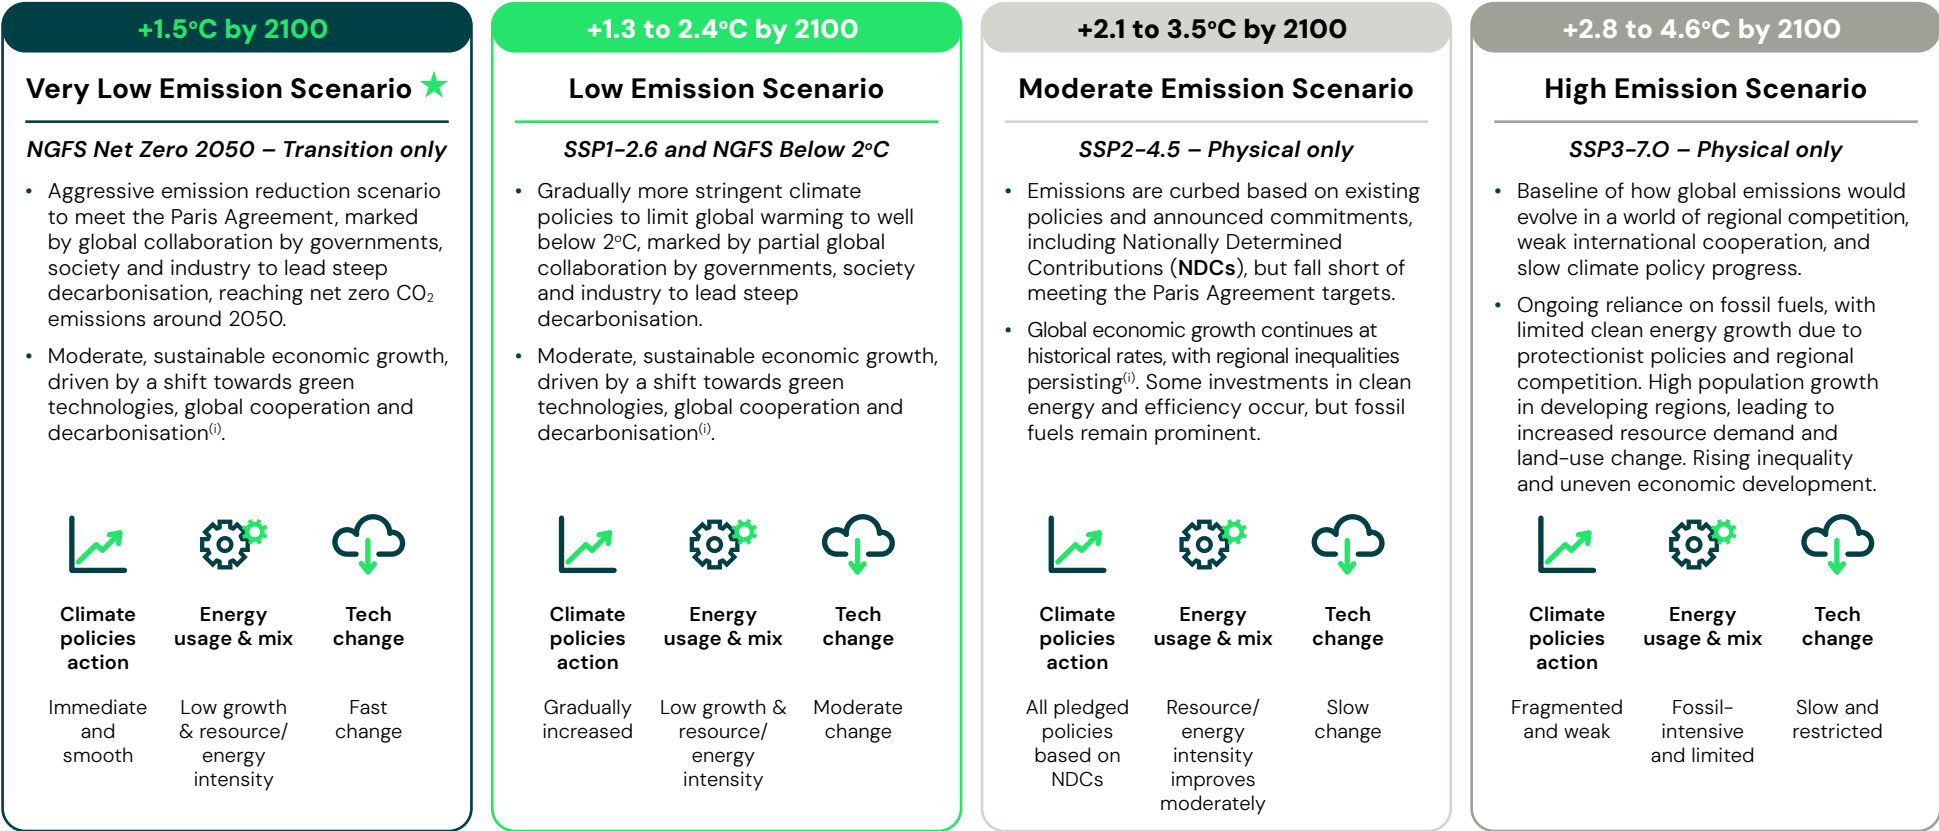 +1.5°C by 2100
Very Low Emission Scenario
NGFS Net Zero 2050 – Transition only
• Aggressive emission reduction scenario
to meet the Paris Agreement, marked
by global collaboration by governments,
society and industry to lead steep
decarbonisation, reaching net zero CO₂
emissions around 2050.
• Moderate, sustainable economic growth,
driven by a shift towards green
technologies, global cooperation and
decarbonisation⁽ⁱ⁾.
Climate
policies
action
Immediate
and
smooth
Energy
usage & mix
Low growth
& resource/
energy
intensity
Tech
change
Fast
change
+1.3 to 2.4°C by 2100
Low Emission Scenario
SSP1-2.6 and NGFS Below 2°C
• Gradually more stringent climate
policies to limit global warming to well
below 2°C, marked by partial global
collaboration by governments, society
and industry to lead steep
decarbonisation.
• Moderate, sustainable economic growth,
driven by a shift towards green
technologies, global cooperation and
decarbonisation⁽ⁱ⁾.
Climate
policies
action
Gradually
increased
Energy
usage & mix
Low growth &
resource/
energy
intensity
Tech
change
Moderate
change
+2.1 to 3.5°C by 2100
Moderate Emission Scenario
SSP2-4.5 – Physical only
• Emissions are curbed based on existing
policies and announced commitments,
including Nationally Determined
Contributions (NDCs), but fall short of
meeting the Paris Agreement targets.
• Global economic growth continues at
historical rates, with regional inequalities
persisting⁽ⁱ⁾. Some investments in clean
energy and efficiency occur, but fossil
fuels remain prominent.
Climate
policies
action
All pledged
policies
based on
NDCs
Energy
usage & mix
Resource/
energy
intensity
improves
moderately
Tech
change
Slow
change
+2.8 to 4.6°C by 2100
High Emission Scenario
SSP3-7.0 – Physical only
• Baseline of how global emissions would
evolve in a world of regional competition,
weak international cooperation, and
slow climate policy progress.
• Ongoing reliance on fossil fuels, with
limited clean energy growth due to
protectionist policies and regional
competition. High population growth
in developing regions, leading to
increased resource demand and
land-use change. Rising inequality
and uneven economic development.
Climate
policies
action
Fragmented
and weak
Energy
usage & mix
Fossil-
intensive
and limited
Tech
change
Slow and
restricted